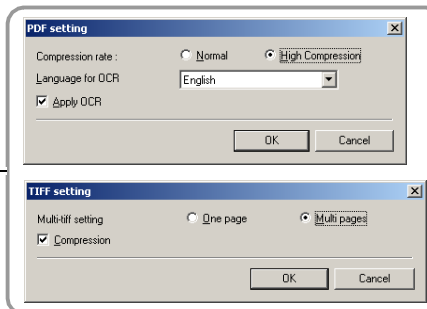 PDF setting
Compression rate : Normal High Compression
Language for OCR English
Apply OCR
OK Cancel
TIFF setting
Multi-tiff setting One page Multi pages
Compression
OK Cancel